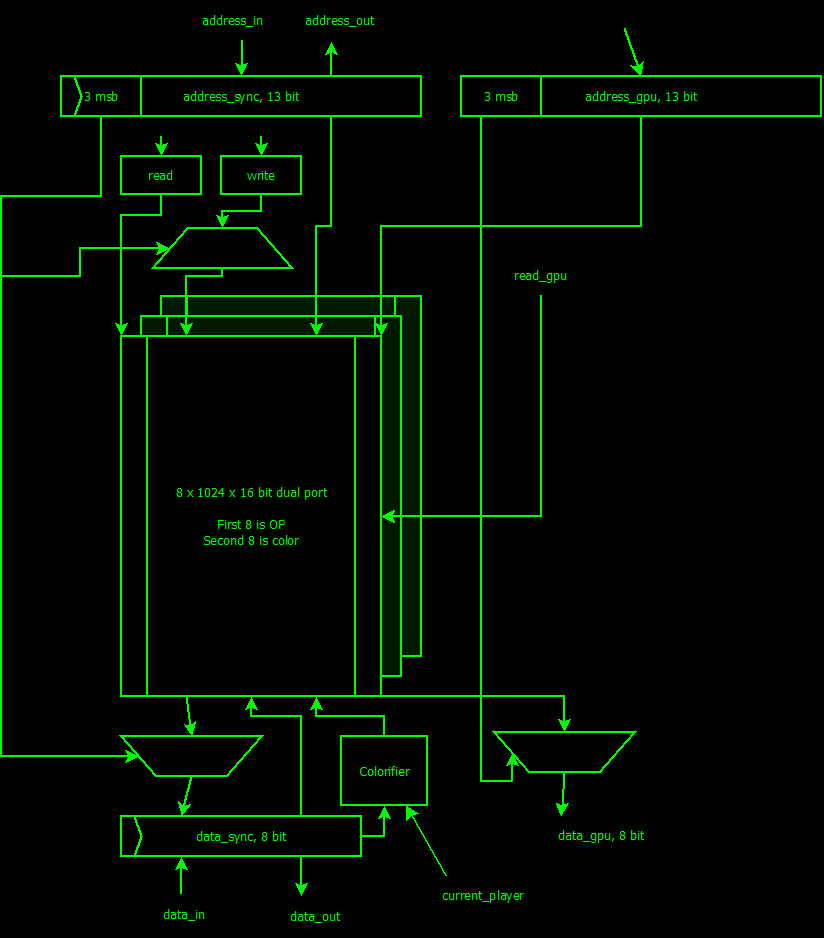 address_in
address_out
3 msb
address_sync, 13 bit
3 msb
address_gpu, 13 bit
read
write
read_gpu
8 x 1024 x 16 bit dual port
First 8 is OP
Second 8 is color
Colorifier
data_sync, 8 bit
data_gpu, 8 bit
current_player
data_in
data_out